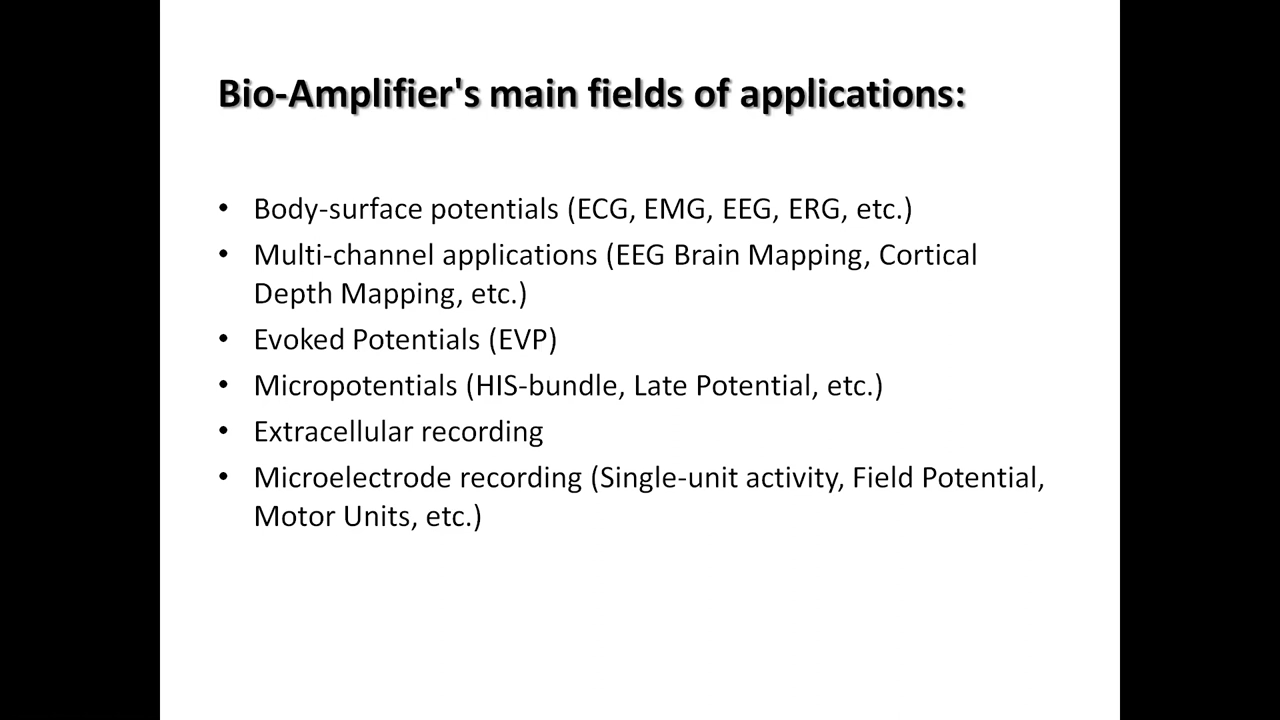 Bio-Amplifier's main fields of applications:
• Body-surface potentials (ECG, EMG, EEG, ERG, etc.)
• Multi-channel applications (EEG Brain Mapping, Cortical
Depth Mapping, etc.)
• Evoked Potentials (EVP)
• Micropotentials (HIS-bundle, Late Potential, etc.)
• Extracellular recording
• Microelectrode recording (Single-unit activity, Field Potential,
Motor Units, etc.)